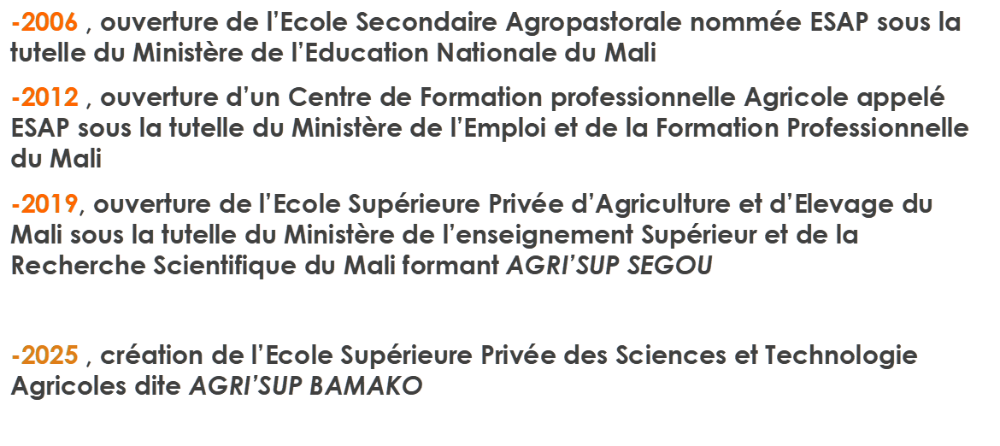 -2006 , ouverture de l’Ecole Secondaire Agropastorale nommée ESAP sous la
tutelle du Ministère de l’Education Nationale du Mali
-2012 , ouverture d’un Centre de Formation professionnelle Agricole appelé
ESAP sous la tutelle du Ministère de l’Emploi et de la Formation Professionnelle
du Mali
-2019, ouverture de l’Ecole Supérieure Privée d’Agriculture et d’Elevage du
Mali sous la tutelle du Ministère de l’enseignement Supérieur et de la
Recherche Scientifique du Mali formant AGRI’SUP SEGOU
-2025 , création de l’Ecole Supérieure Privée des Sciences et Technologie
Agricoles dite AGRI’SUP BAMAKO